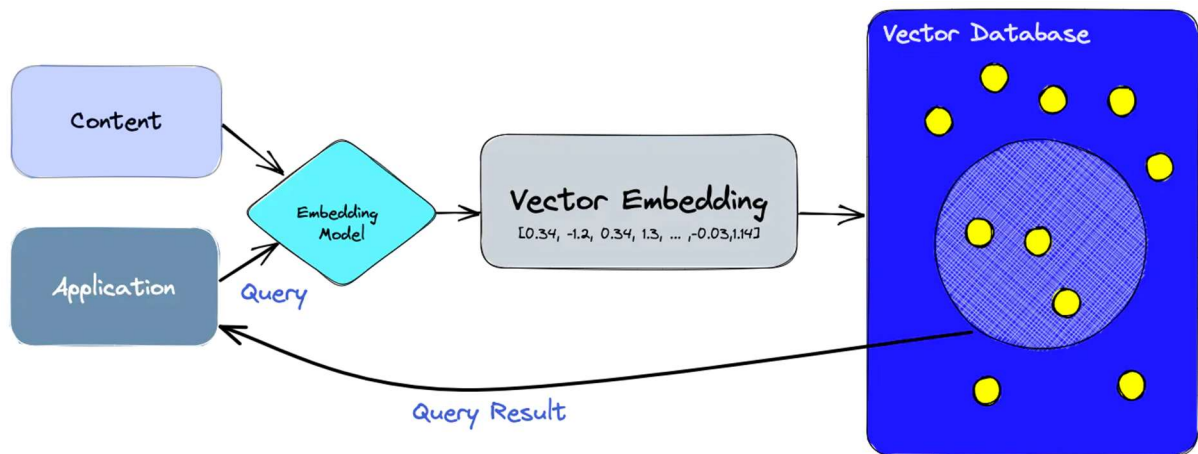 Vector Database
Content
Embedding
Model
Vector Embedding
[0.34, -1.2, 0.34, 1.3, ... ,-0.03,1.14]
Application
Query
Query Result